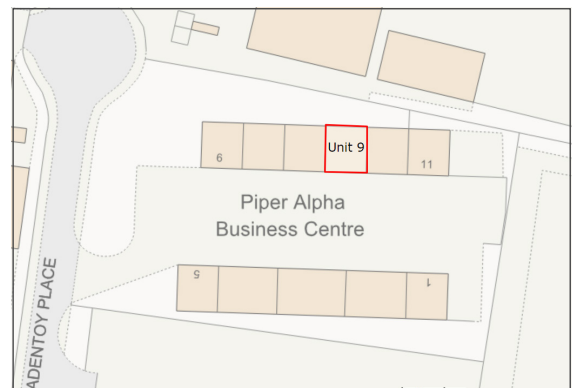 Unit 9
6
11
Piper Alpha
Business Centre
5
1
ADENTOY PLACE